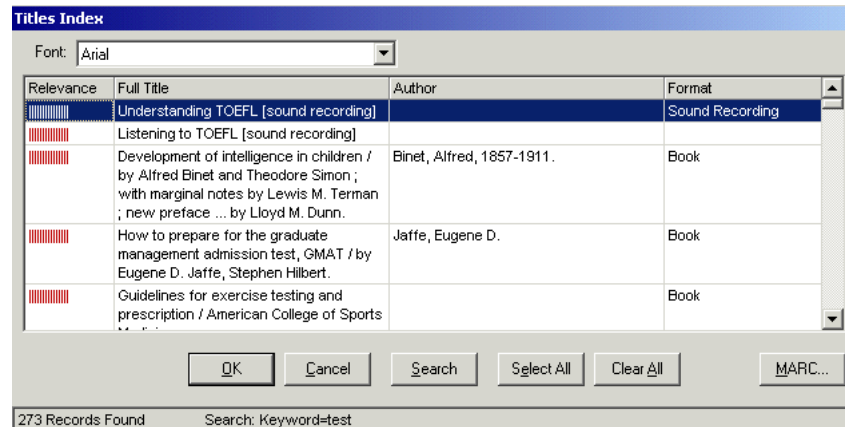 Titles Index
Font: Arial
Relevance Full Title Author Format
Understanding TOEFL [sound recording] Sound Recording
Listening to TOEFL [sound recording]
Development of intelligence in children / Binet, Alfred, 1857-1911. Book
by Alfred Binet and Theodore Simon ;
with marginal notes by Lewis M. Terman
; new preface ... by Lloyd M. Dunn.
How to prepare for the graduate Jaffe, Eugene D. Book
management admission test, GMAT / by
Eugene D. Jaffe, Stephen Hilbert.
Guidelines for exercise testing and Book
prescription / American College of Sports
OK Cancel Search Select All Clear All MARC...
273 Records Found Search: Keyword=test